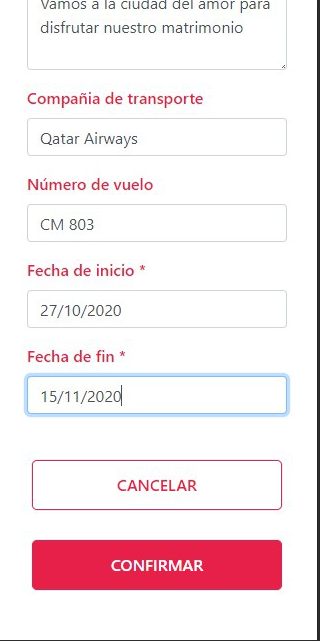 Vamos a la ciudad del amor para
disfrutar nuestro matrimonio
Compañia de transporte
Qatar Airways
Número de vuelo
CM 803
Fecha de inicio *
27/10/2020
Fecha de fin *
15/11/2020
CANCELAR
CONFIRMAR